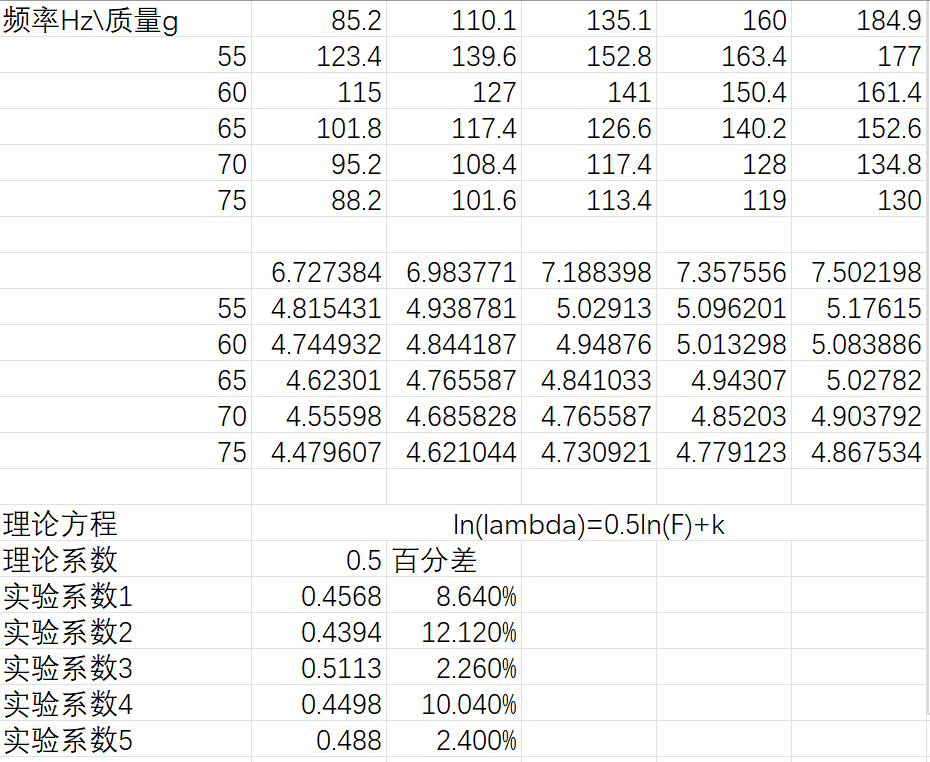 频率Hz\质量g 85.2 110.1 135.1 160 184.9
55 123.4 139.6 152.8 163.4 177
60 115 127 141 150.4 161.4
65 101.8 117.4 126.6 140.2 152.6
70 95.2 108.4 117.4 128 134.8
75 88.2 101.6 113.4 119 130
6.727384 6.983771 7.188398 7.357556 7.502198
55 4.815431 4.938781 5.02913 5.096201 5.17615
60 4.744932 4.844187 4.94876 5.013298 5.083886
65 4.62301 4.765587 4.841033 4.94307 5.02782
70 4.55598 4.685828 4.765587 4.85203 4.903792
75 4.479607 4.621044 4.730921 4.779123 4.867534
理论方程 ln(lambda)=0.5ln(F)+k
理论系数 0.5 百分差
实验系数1 0.4568 8.640%
实验系数2 0.4394 12.120%
实验系数3 0.5113 2.260%
实验系数4 0.4498 10.040%
实验系数5 0.488 2.400%